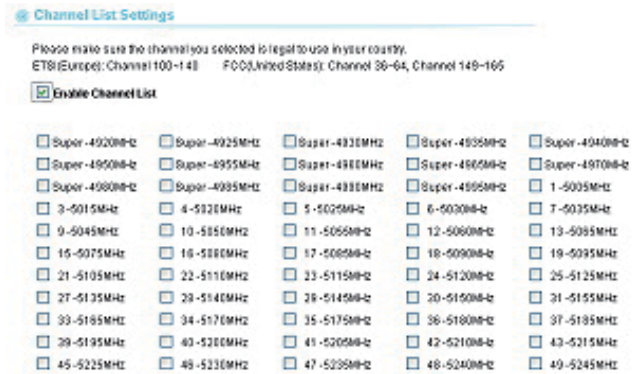 Channel List Settings
Please make sure the channel you selected is legal to use in your country.
ETSI(Europe): Channel 100~140 FCC(United States): Channel 36~64, Channel 149~165
Enable Channel List
Super-4920MHz Super-4925MHz Super-4930MHz Super-4935MHz Super-4940MHz
Super-4950MHz Super-4955MHz Super-4960MHz Super-4965MHz Super-4970MHz
Super-4980MHz Super-4985MHz Super-4990MHz Super-4995MHz 1-5005MHz
3-5015MHz 4-5020MHz 5-5025MHz 6-5030MHz 7-5035MHz
9-5045MHz 10-5050MHz 11-5055MHz 12-5060MHz 13-5065MHz
15-5075MHz 16-5080MHz 17-5085MHz 18-5090MHz 19-5095MHz
21-5105MHz 22-5110MHz 23-5115MHz 24-5120MHz 25-5125MHz
27-5135MHz 28-5140MHz 29-5145MHz 30-5150MHz 31-5155MHz
33-5165MHz 34-5170MHz 35-5175MHz 36-5180MHz 37-5185MHz
39-5195MHz 40-5200MHz 41-5205MHz 42-5210MHz 43-5215MHz
45-5225MHz 46-5230MHz 47-5235MHz 48-5240MHz 49-5245MHz